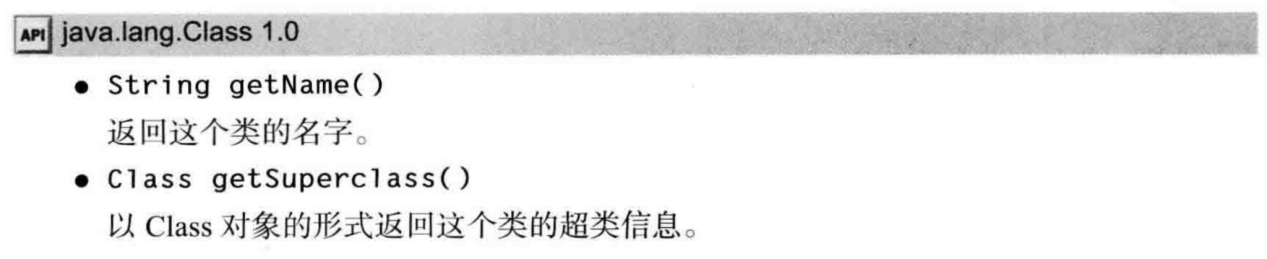 API java.lang.Class 1.0
● String getName()
返回这个类的名字。
● Class getSuperclass()
以 Class 对象的形式返回这个类的超类信息。